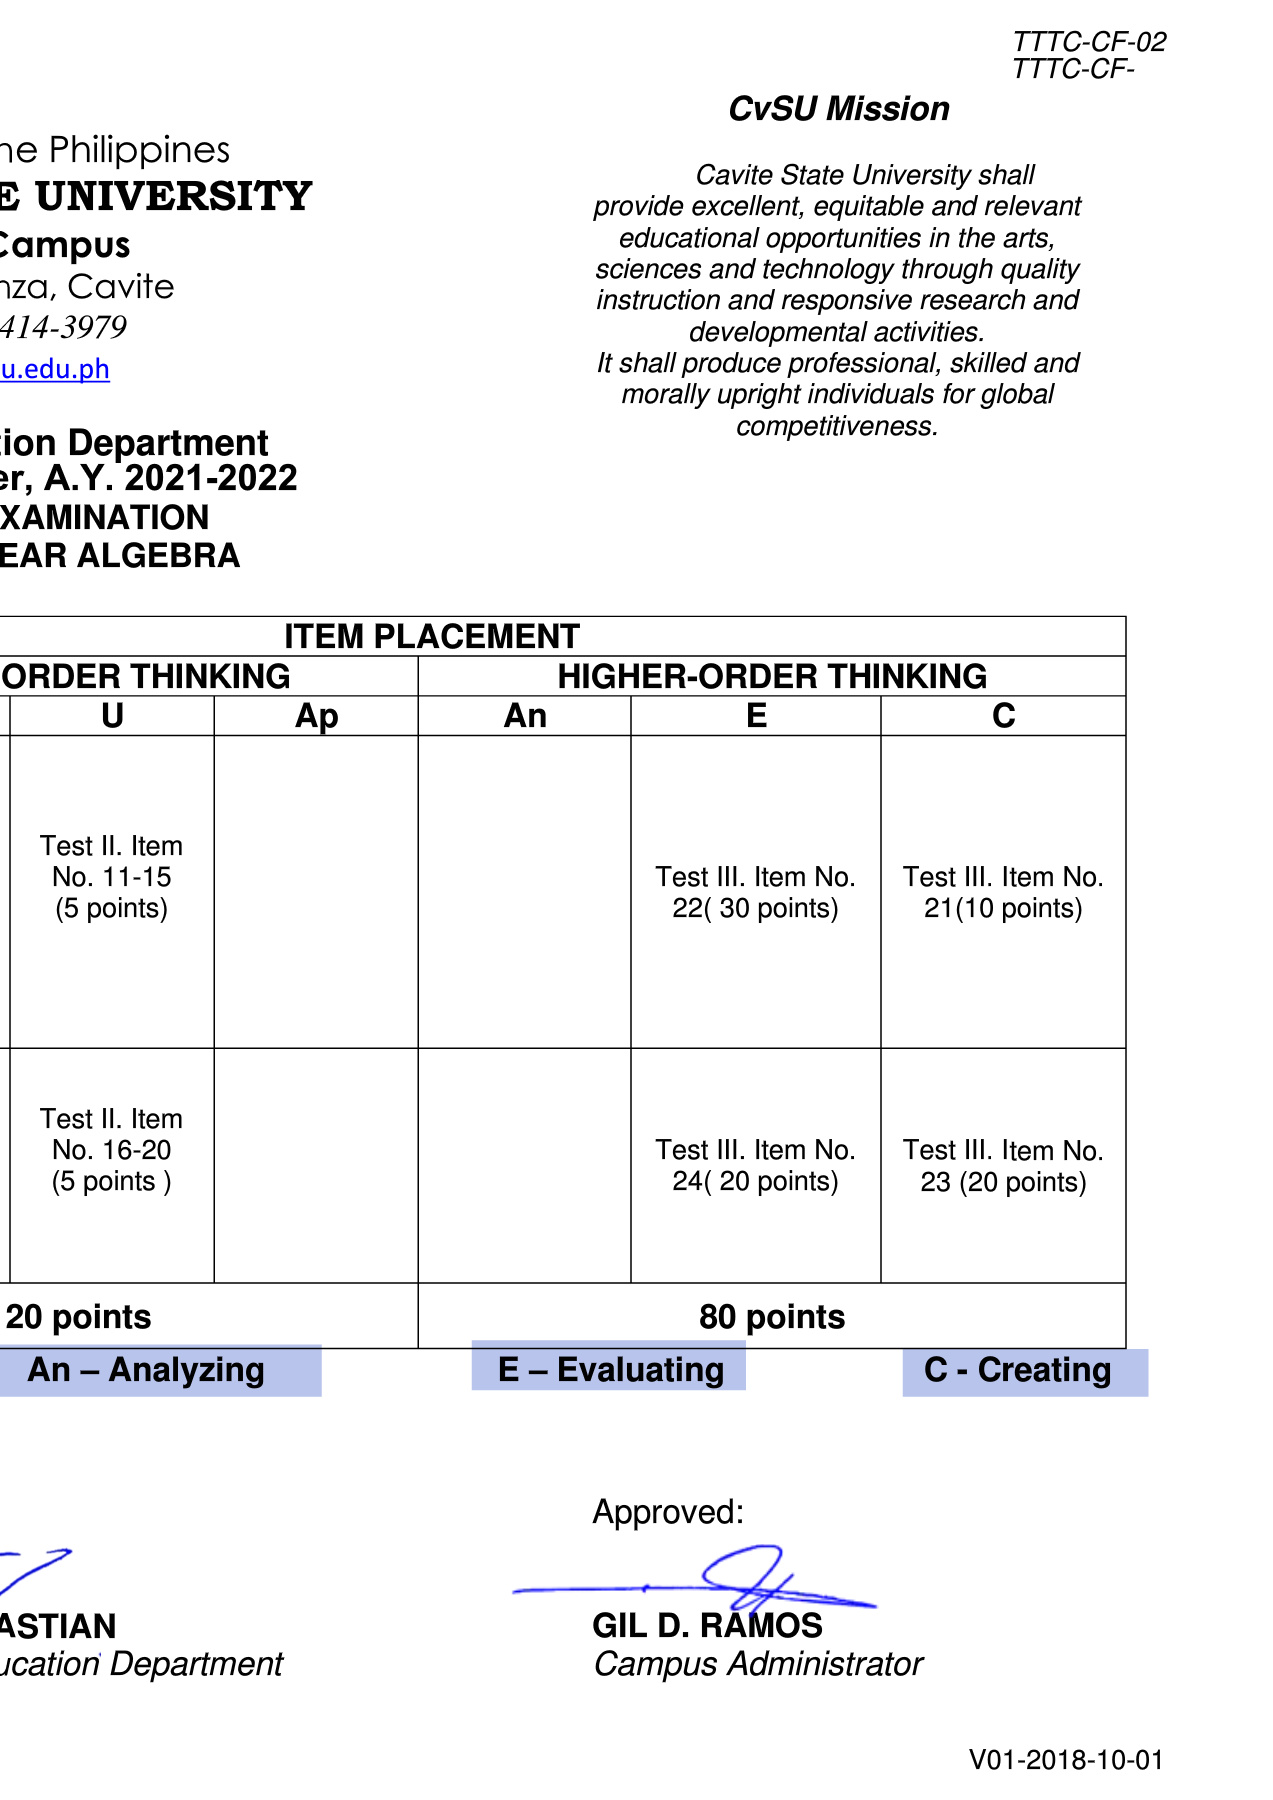 TTTC-CF-02
TTTC-CF-
CvSU Mission
Cavite State University shall
provide excellent, equitable and relevant
educational opportunities in the arts,
sciences and technology through quality
instruction and responsive research and
developmental activities.
It shall produce professional, skilled and
morally upright individuals for global
competitiveness.
ne Philippines
E UNIVERSITY
Campus
nza, Cavite
414-3979
u.edu.ph
tion Department
er, A.Y. 2021-2022
XAMINATION
EAR ALGEBRA
ITEM PLACEMENT
ORDER THINKING HIGHER-ORDER THINKING
U Ap An E C
Test II. Item
No. 11-15
(5 points)
Test III. Item No.
22( 30 points)
Test III. Item No.
21(10 points)
Test II. Item
No. 16-20
(5 points )
Test III. Item No.
24( 20 points)
Test III. Item No.
23 (20 points)
20 points 80 points
An – Analyzing E – Evaluating C - Creating
Approved:
ASTIAN
ucation Department
GIL D. RAMOS
Campus Administrator
V01-2018-10-01